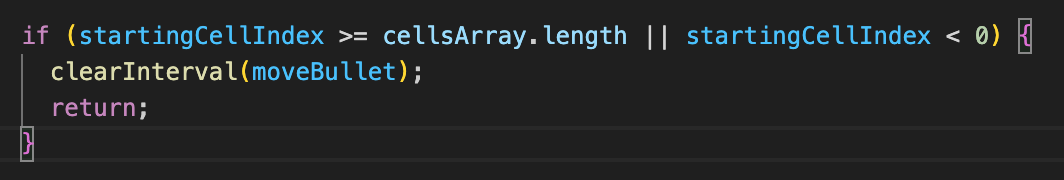 if (startingCellIndex >= cellsArray.length || startingCellIndex < 0) {
  clearInterval(moveBullet);
  return;
}